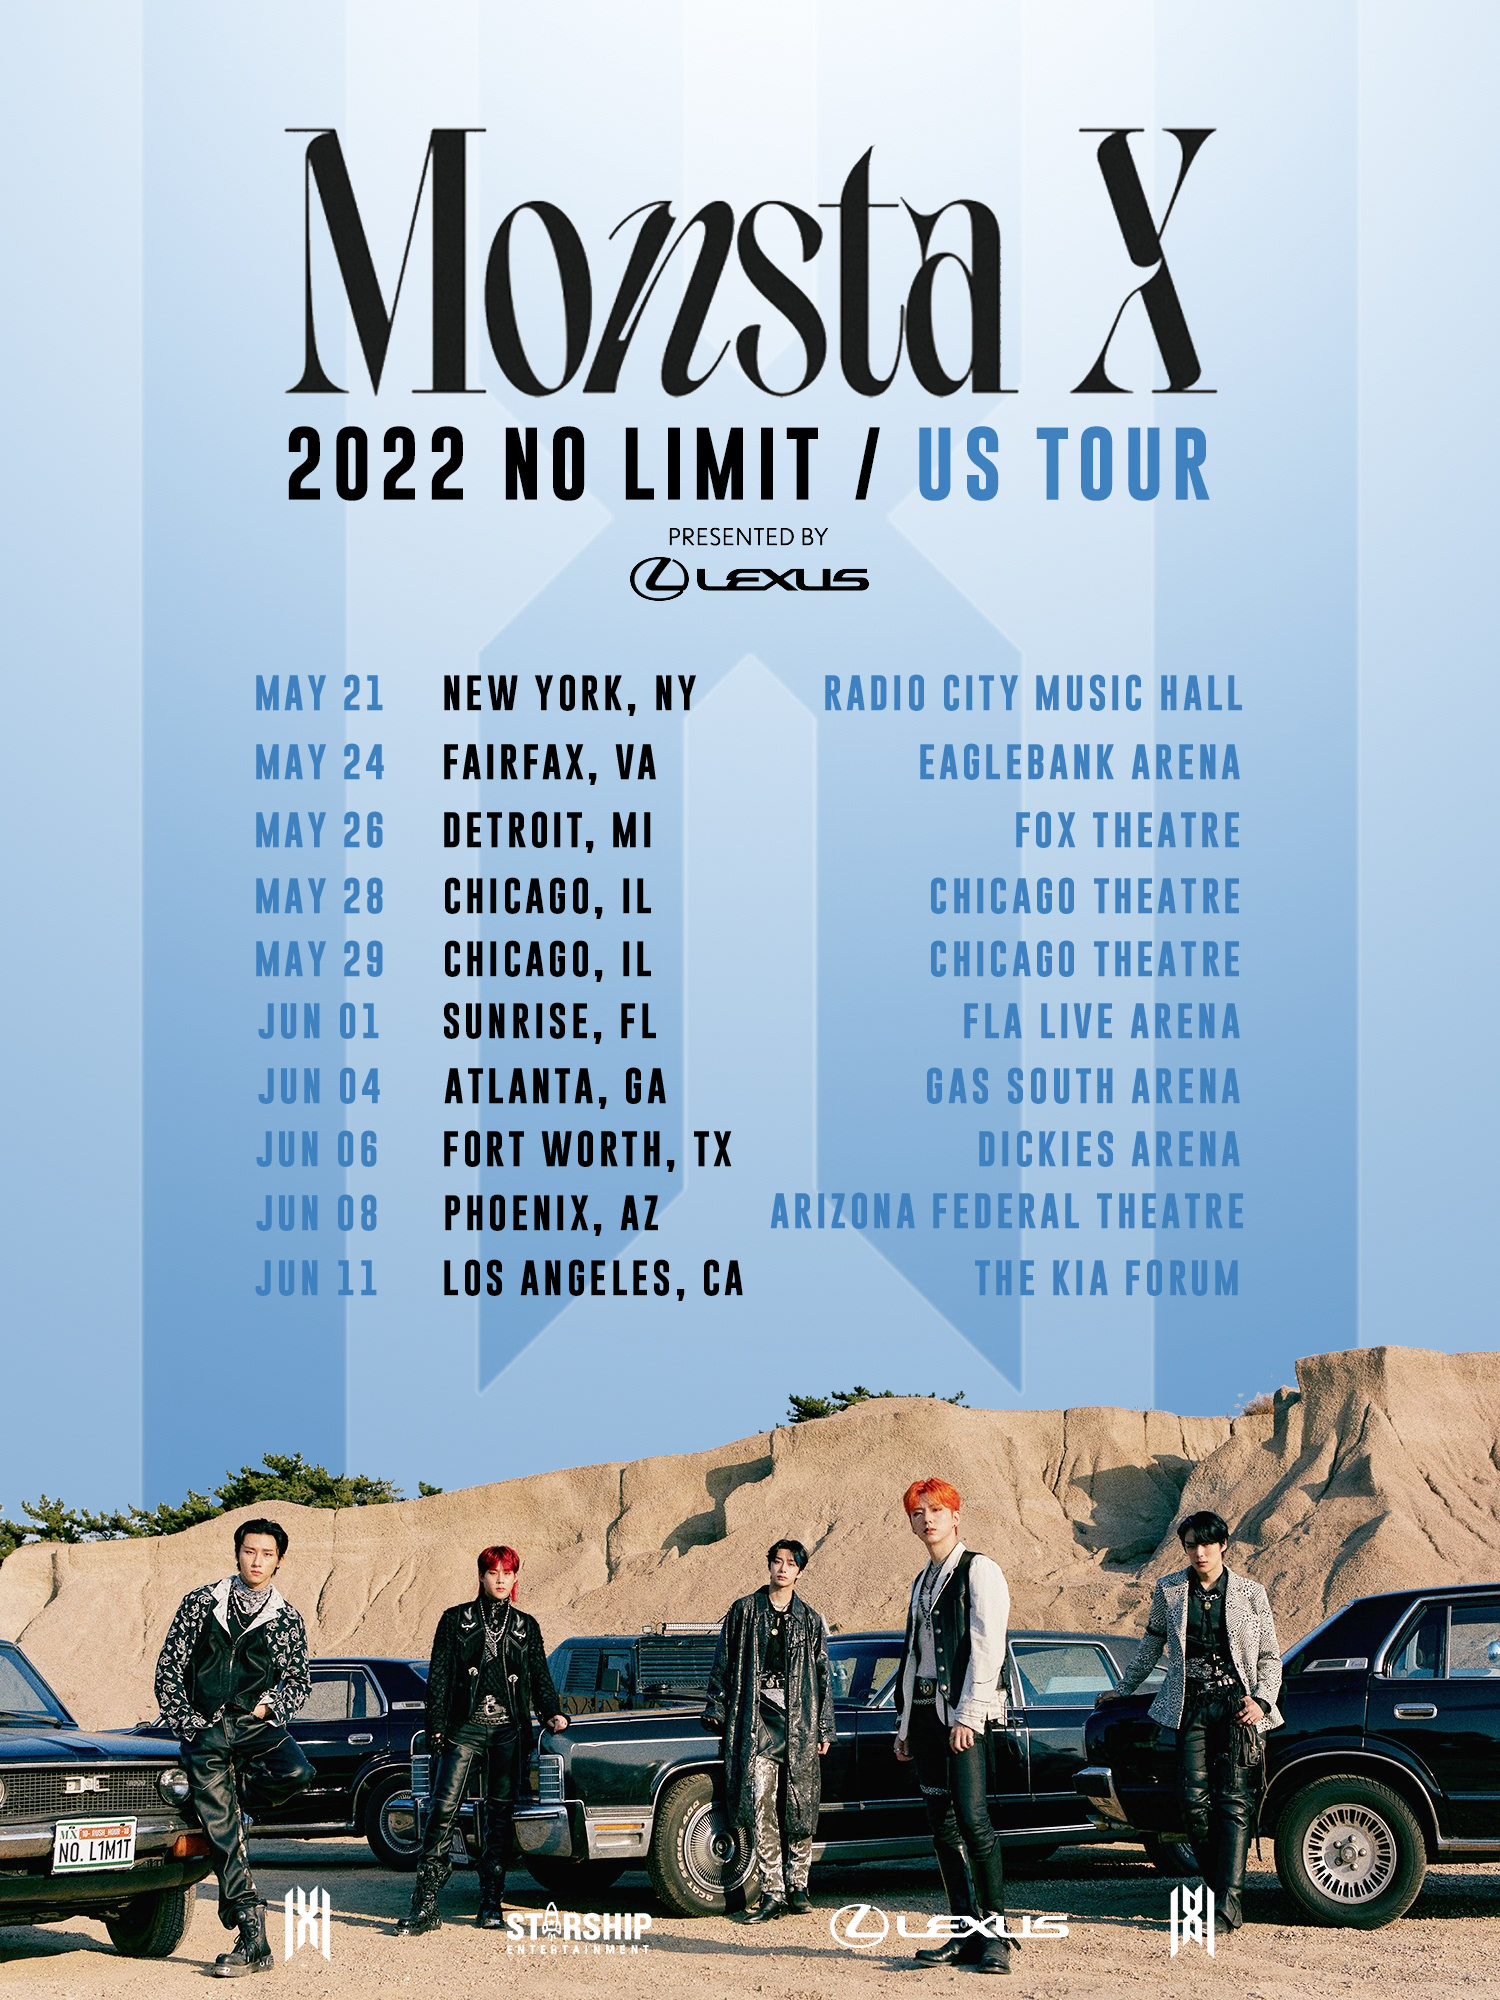 Monsta X
2022 NO LIMIT / US TOUR
PRESENTED BY
LEXUS
MAY 21 NEW YORK, NY RADIO CITY MUSIC HALL
MAY 24 FAIRFAX, VA EAGLEBANK ARENA
MAY 26 DETROIT, MI FOX THEATRE
MAY 28 CHICAGO, IL CHICAGO THEATRE
MAY 29 CHICAGO, IL CHICAGO THEATRE
JUN 01 SUNRISE, FL FLA LIVE ARENA
JUN 04 ATLANTA, GA GAS SOUTH ARENA
JUN 06 FORT WORTH, TX DICKIES ARENA
JUN 08 PHOENIX, AZ ARIZONA FEDERAL THEATRE
JUN 11 LOS ANGELES, CA THE KIA FORUM
MX
NO. L1M1T
STARSHIP
ENTERTAINMENT
LEXUS